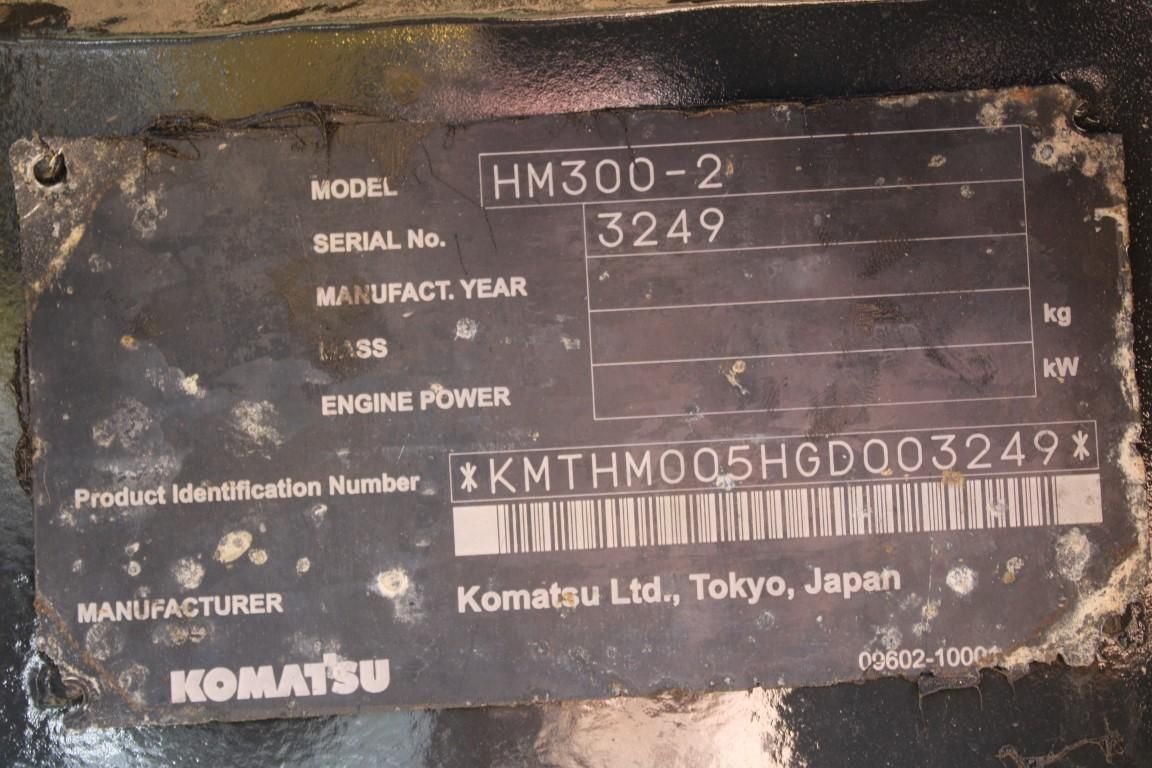 MODEL HM300-2
SERIAL No. 3249
MANUFACT. YEAR
MASS kg
ENGINE POWER kW
Product Identification Number *KMTHM005HGD003249*
MANUFACTURER Komatsu Ltd., Tokyo, Japan
KOMATSU